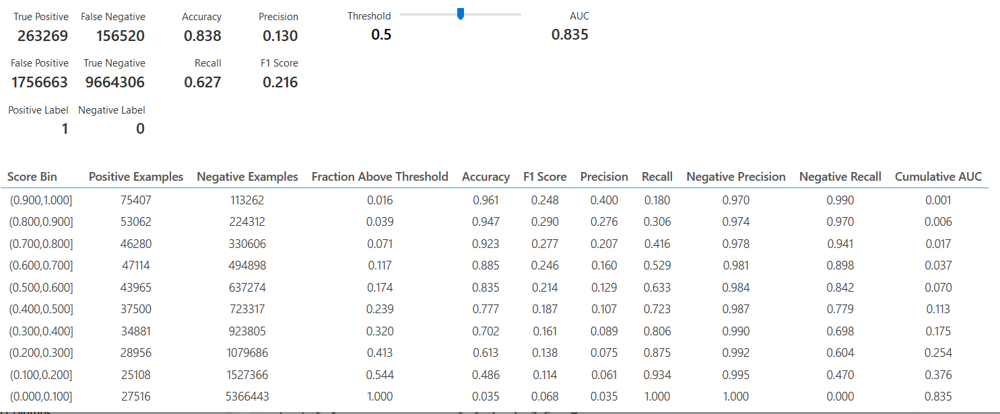 True Positive False Negative Accuracy Precision Threshold AUC
263269 156520 0.838 0.130 0.5 0.835
False Positive True Negative Recall F1 Score
1756663 9664306 0.627 0.216
Positive Label Negative Label
1 0
Score Bin Positive Examples Negative Examples Fraction Above Threshold Accuracy F1 Score Precision Recall Negative Precision Negative Recall Cumulative AUC
(0.900,1.000] 75407 113262 0.016 0.961 0.248 0.400 0.180 0.970 0.990 0.001
(0.800,0.900] 53062 224312 0.039 0.947 0.290 0.276 0.306 0.974 0.970 0.006
(0.700,0.800] 46280 330606 0.071 0.923 0.277 0.207 0.416 0.978 0.941 0.017
(0.600,0.700] 47114 494898 0.117 0.885 0.246 0.160 0.529 0.981 0.898 0.037
(0.500,0.600] 43965 637274 0.174 0.835 0.214 0.129 0.633 0.984 0.842 0.070
(0.400,0.500] 37500 723317 0.239 0.777 0.187 0.107 0.723 0.987 0.779 0.113
(0.300,0.400] 34881 923805 0.320 0.702 0.161 0.089 0.806 0.990 0.698 0.175
(0.200,0.300] 28956 1079686 0.413 0.613 0.138 0.075 0.875 0.992 0.604 0.254
(0.100,0.200] 25108 1527366 0.544 0.486 0.114 0.061 0.934 0.995 0.470 0.376
(0.000,0.100] 27516 5366443 1.000 0.035 0.068 0.035 1.000 1.000 0.000 0.835